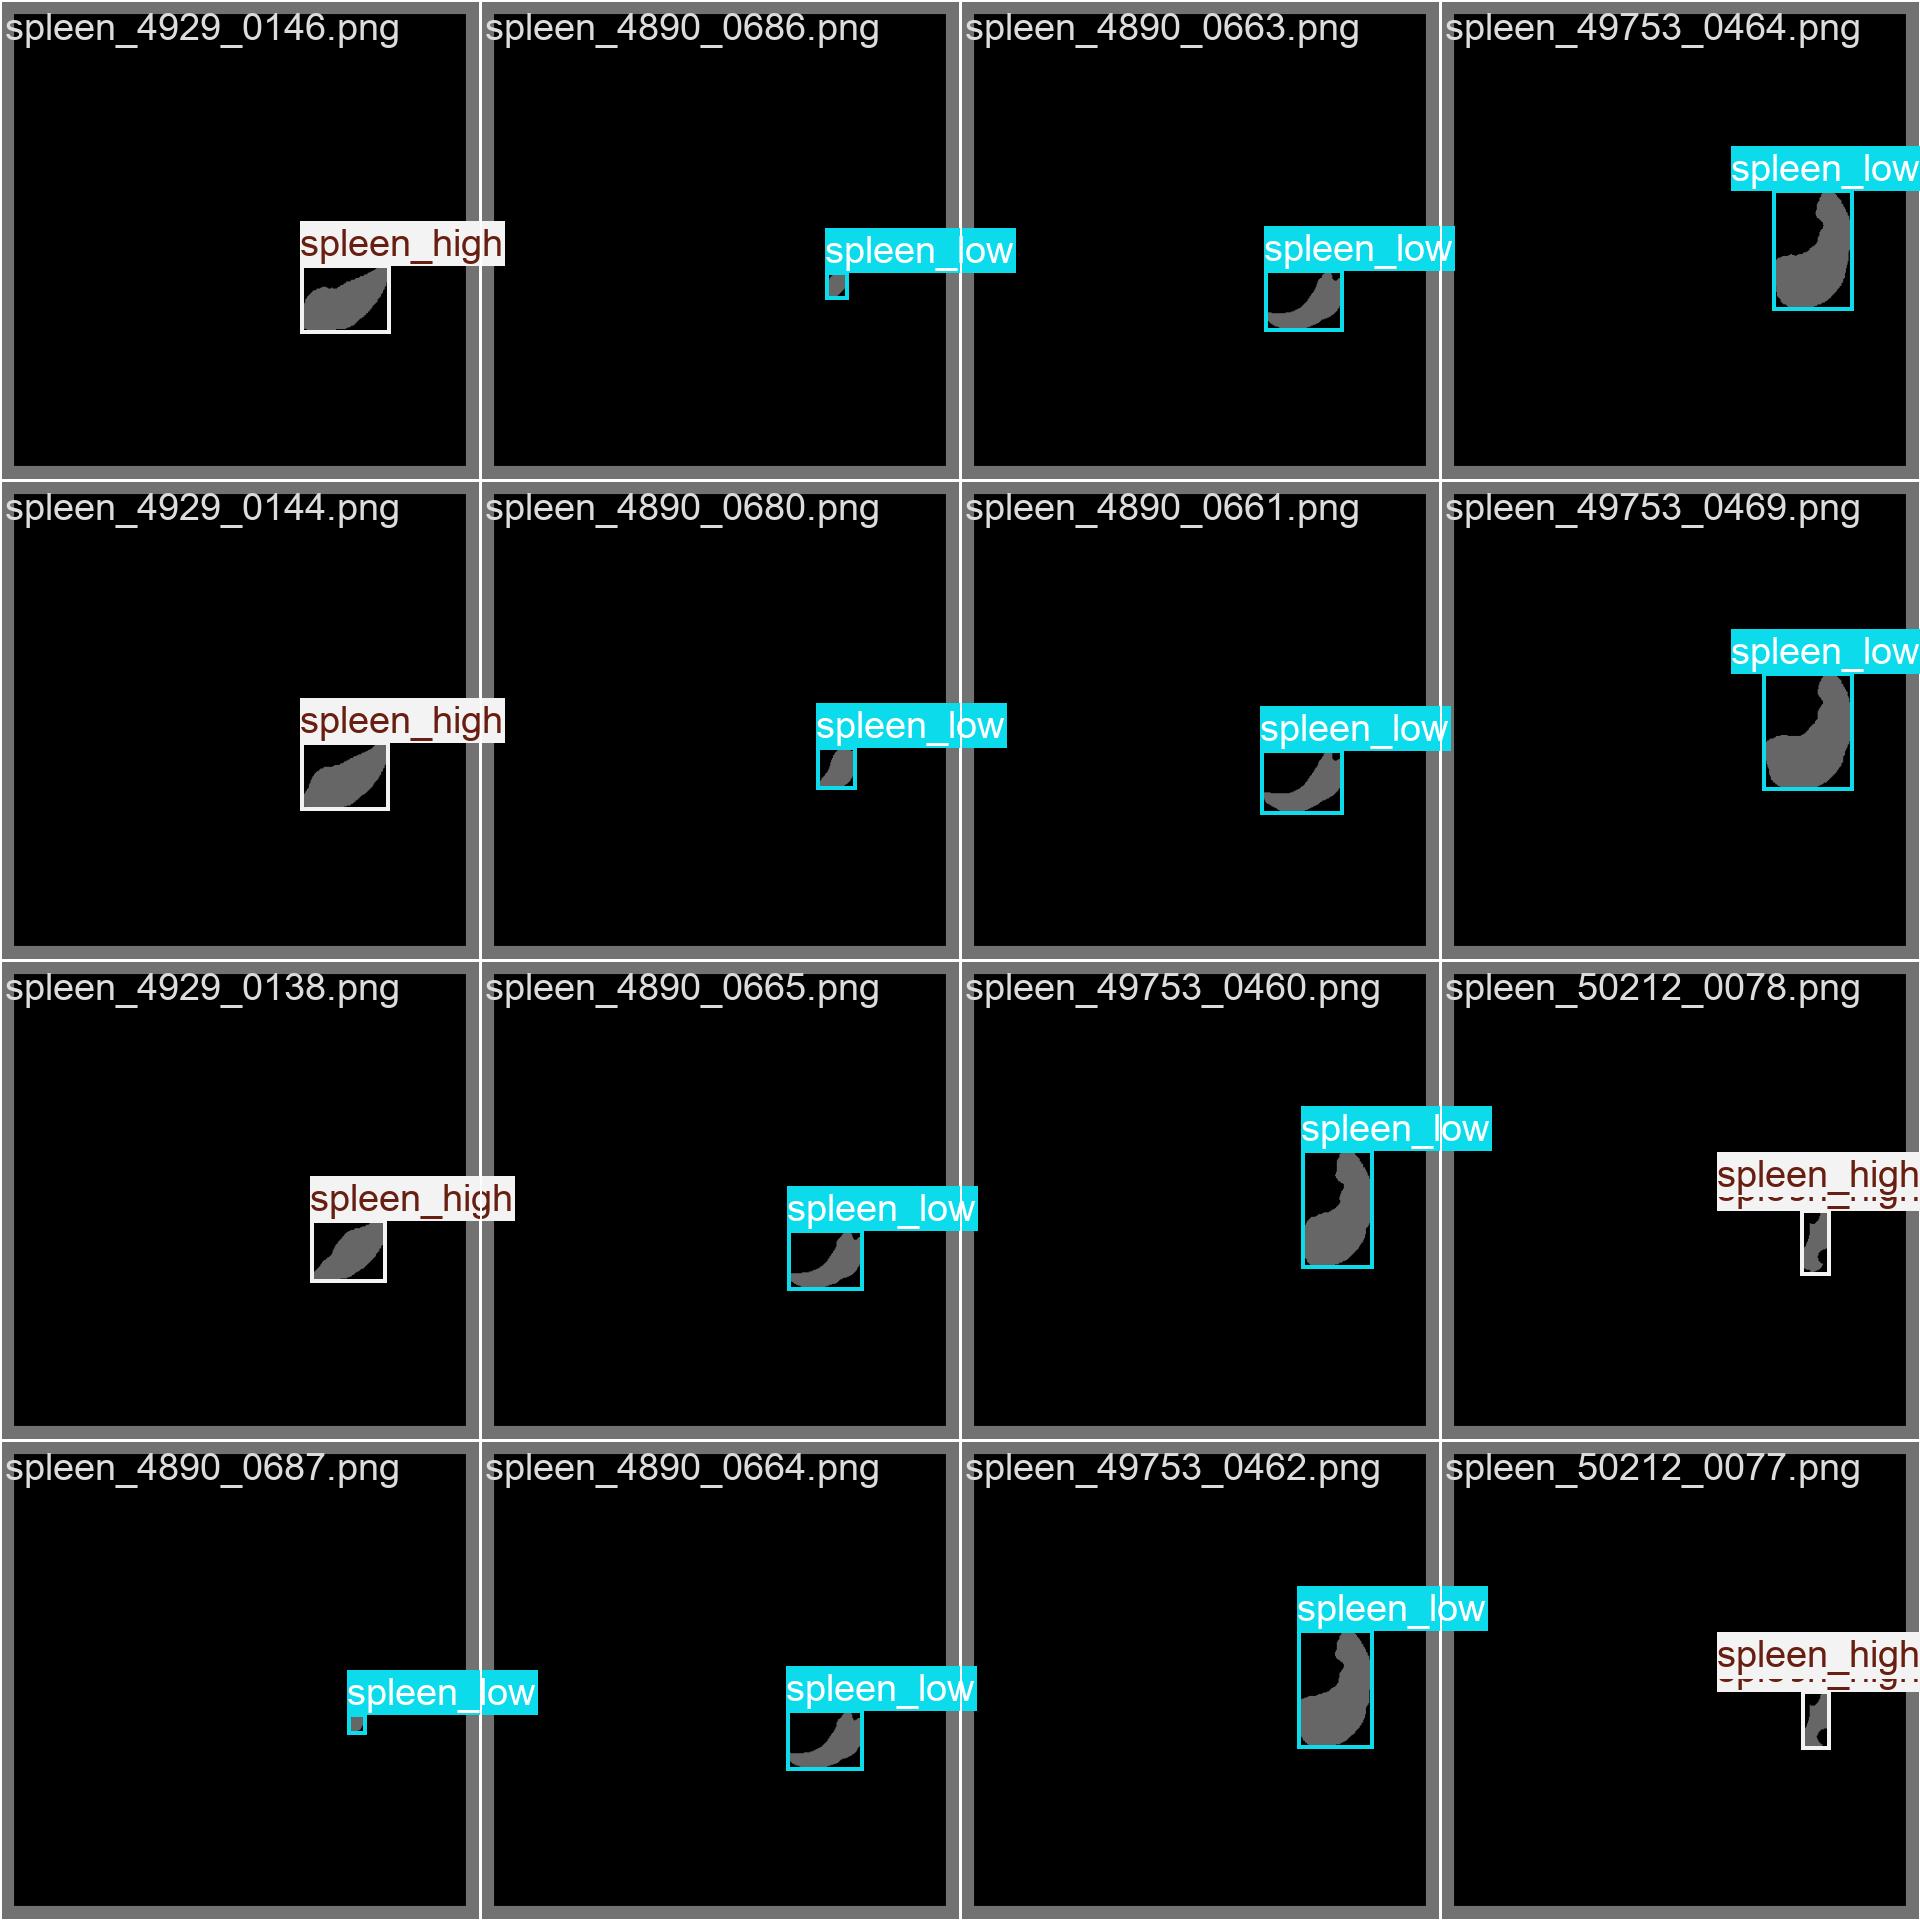 spleen_4929_0146.png
spleen_4890_0686.png
spleen_4890_0663.png
spleen_49753_0464.png
spleen_low
spleen_high
spleen_low
spleen_low
spleen_4929_0144.png
spleen_4890_0680.png
spleen_4890_0661.png
spleen_49753_0469.png
spleen_low
spleen_high
spleen_low
spleen_low
spleen_4929_0138.png
spleen_4890_0665.png
spleen_49753_0460.png
spleen_50212_0078.png
spleen_low
spleen_high
spleen_high
spleen_low
spleen_4890_0687.png
spleen_4890_0664.png
spleen_49753_0462.png
spleen_50212_0077.png
spleen_low
spleen_high
spleen_low
spleen_low